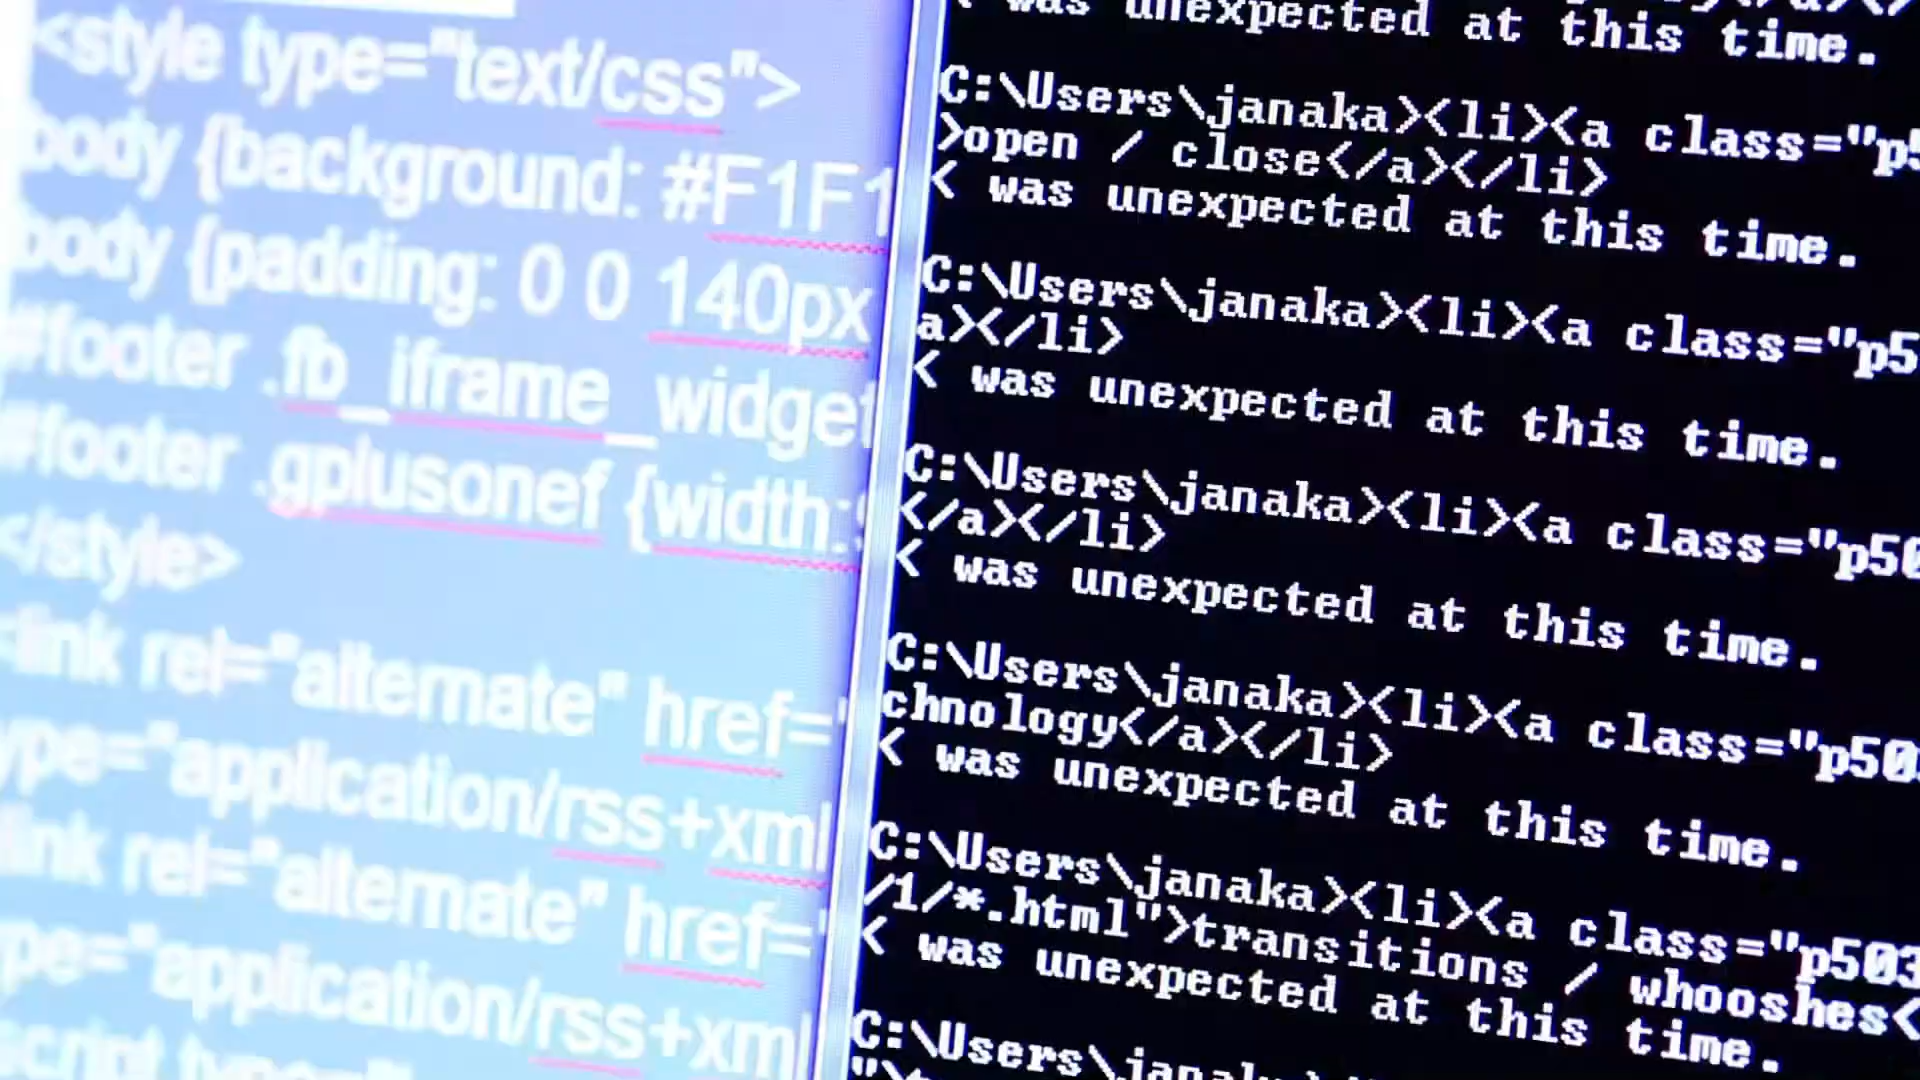 <style type="text/css">
body {background: #F1F1
body {padding: 0 0 140px
#footer .fb_iframe_widget
#footer .gplusonef {width:
</style>
<link rel="alternate" href="
type="application/rss+xml
<link rel="alternate" href="
type="application/rss+xml
script type="
< was unexpected at this time.
C:\Users\janaka><li><a class="p5
>open / close</a></li>
< was unexpected at this time.
C:\Users\janaka><li><a class="p5
a></li>
< was unexpected at this time.
C:\Users\janaka><li><a class="p50
</a></li>
< was unexpected at this time.
C:\Users\janaka><li><a class="p50
chnology</a></li>
< was unexpected at this time.
C:\Users\janaka><li><a class="p503
/1/*.html">transitions / whooshes<
< was unexpected at this time.
C:\Users\janaka